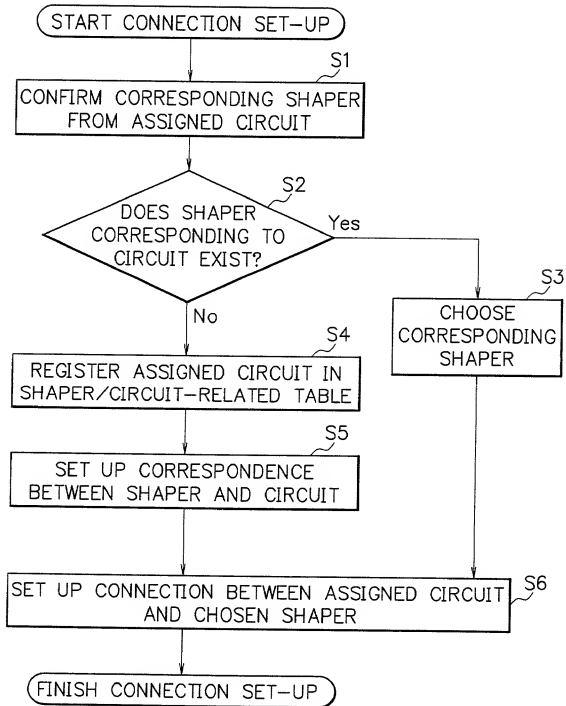 START CONNECTION SET-UP
S1
CONFIRM CORRESPONDING SHAPER
FROM ASSIGNED CIRCUIT
S2
DOES SHAPER
CORRESPONDING TO
CIRCUIT EXIST?
Yes
No
S3
CHOOSE
CORRESPONDING
SHAPER
S4
REGISTER ASSIGNED CIRCUIT IN
SHAPER/CIRCUIT-RELATED TABLE
S5
SET UP CORRESPONDENCE
BETWEEN SHAPER AND CIRCUIT
S6
SET UP CONNECTION BETWEEN ASSIGNED CIRCUIT
AND CHOSEN SHAPER
FINISH CONNECTION SET-UP